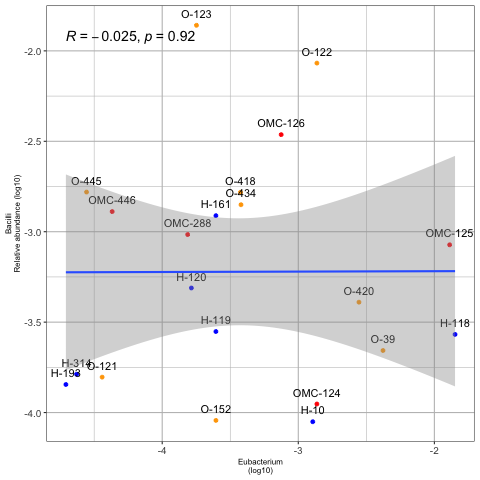 O-123
R = − 0.025, p = 0.92
-2.0
O-122
OMC-126
-2.5
O-445
O-418
O-434
OMC-446
H-161
OMC-288
OMC-125
-3.0
H-120
O-420
H-119
H-118
-3.5
O-39
H-314
O-121
H-193
OMC-124
O-152
H-10
-4.0
Bacilli
Relative abundance (log10)
-4
-3
-2
Eubacterium
(log10)